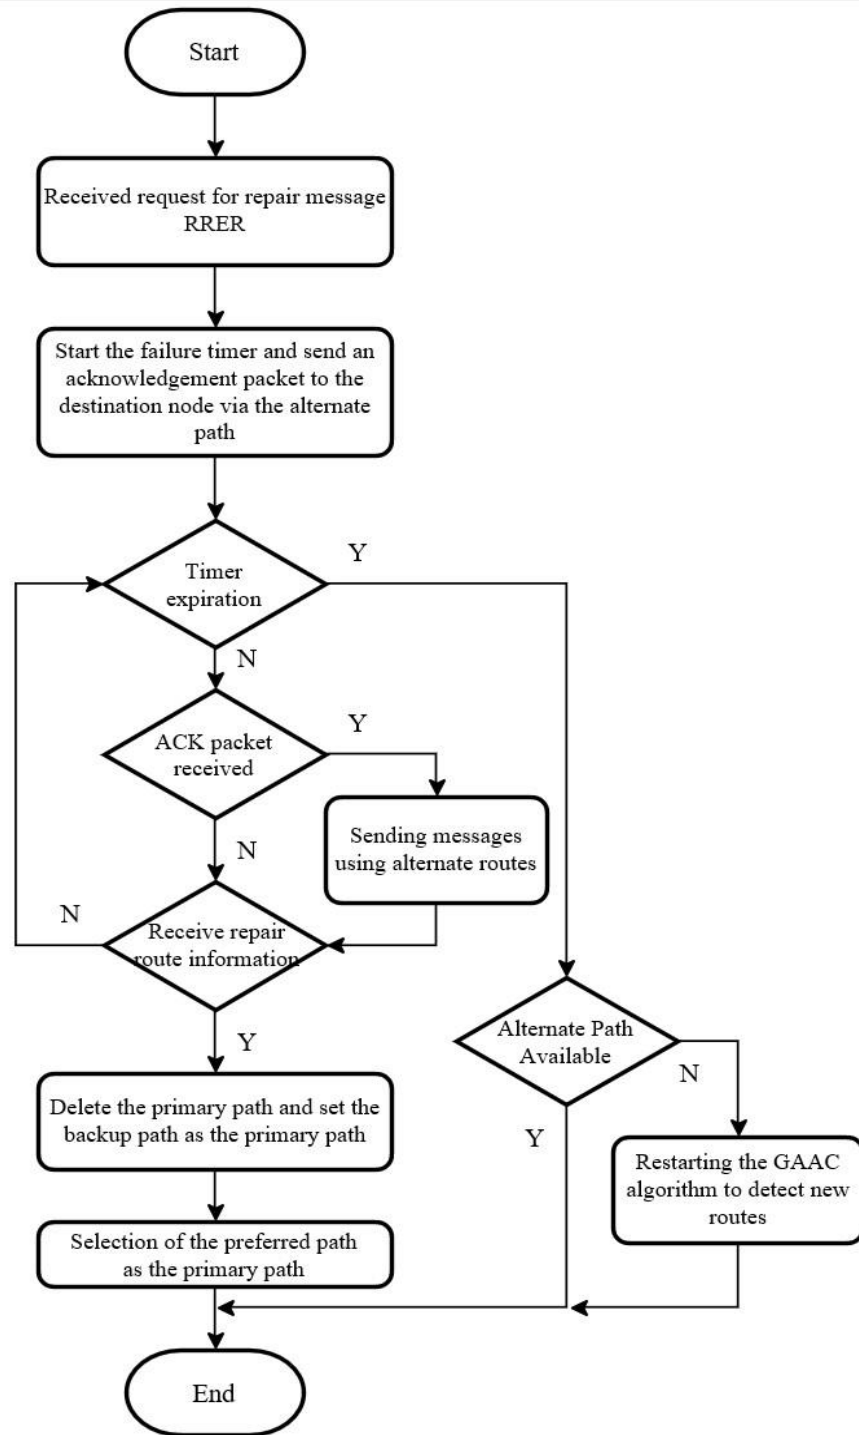 Start
Received request for repair message
RRER
Start the failure timer and send an
acknowledgement packet to the
destination node via the alternate
path
Timer
expiration
Y
N
ACK packet
received
Y
Sending messages
using alternate routes
N
Receive repair
route information
N
Y
Alternate Path
Available
N
Y
Delete the primary path and set the
backup path as the primary path
Restarting the GAAC
algorithm to detect new
routes
Selection of the preferred path
as the primary path
End